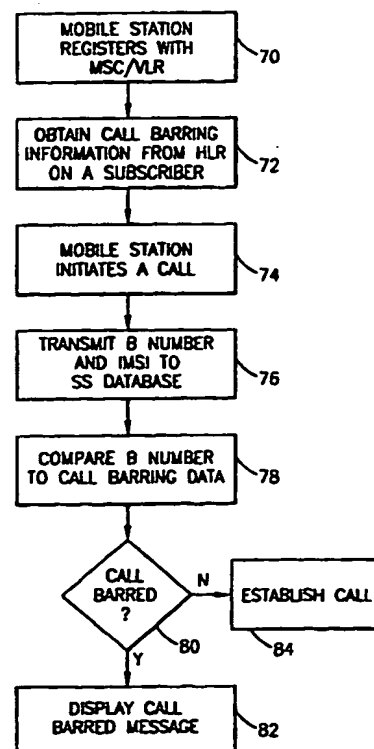 MOBILE STATION
REGISTERS WITH
MSC/VLR
70
OBTAIN CALL BARRING
INFORMATION FROM HLR
ON A SUBSCRIBER
72
MOBILE STATION
INITIATES A CALL
74
TRANSMIT B NUMBER
AND IMSI TO
SS DATABASE
76
COMPARE B NUMBER
TO CALL BARRING DATA
78
CALL
BARRED
?
80
N
ESTABLISH CALL
84
Y
DISPLAY CALL
BARRED MESSAGE
82